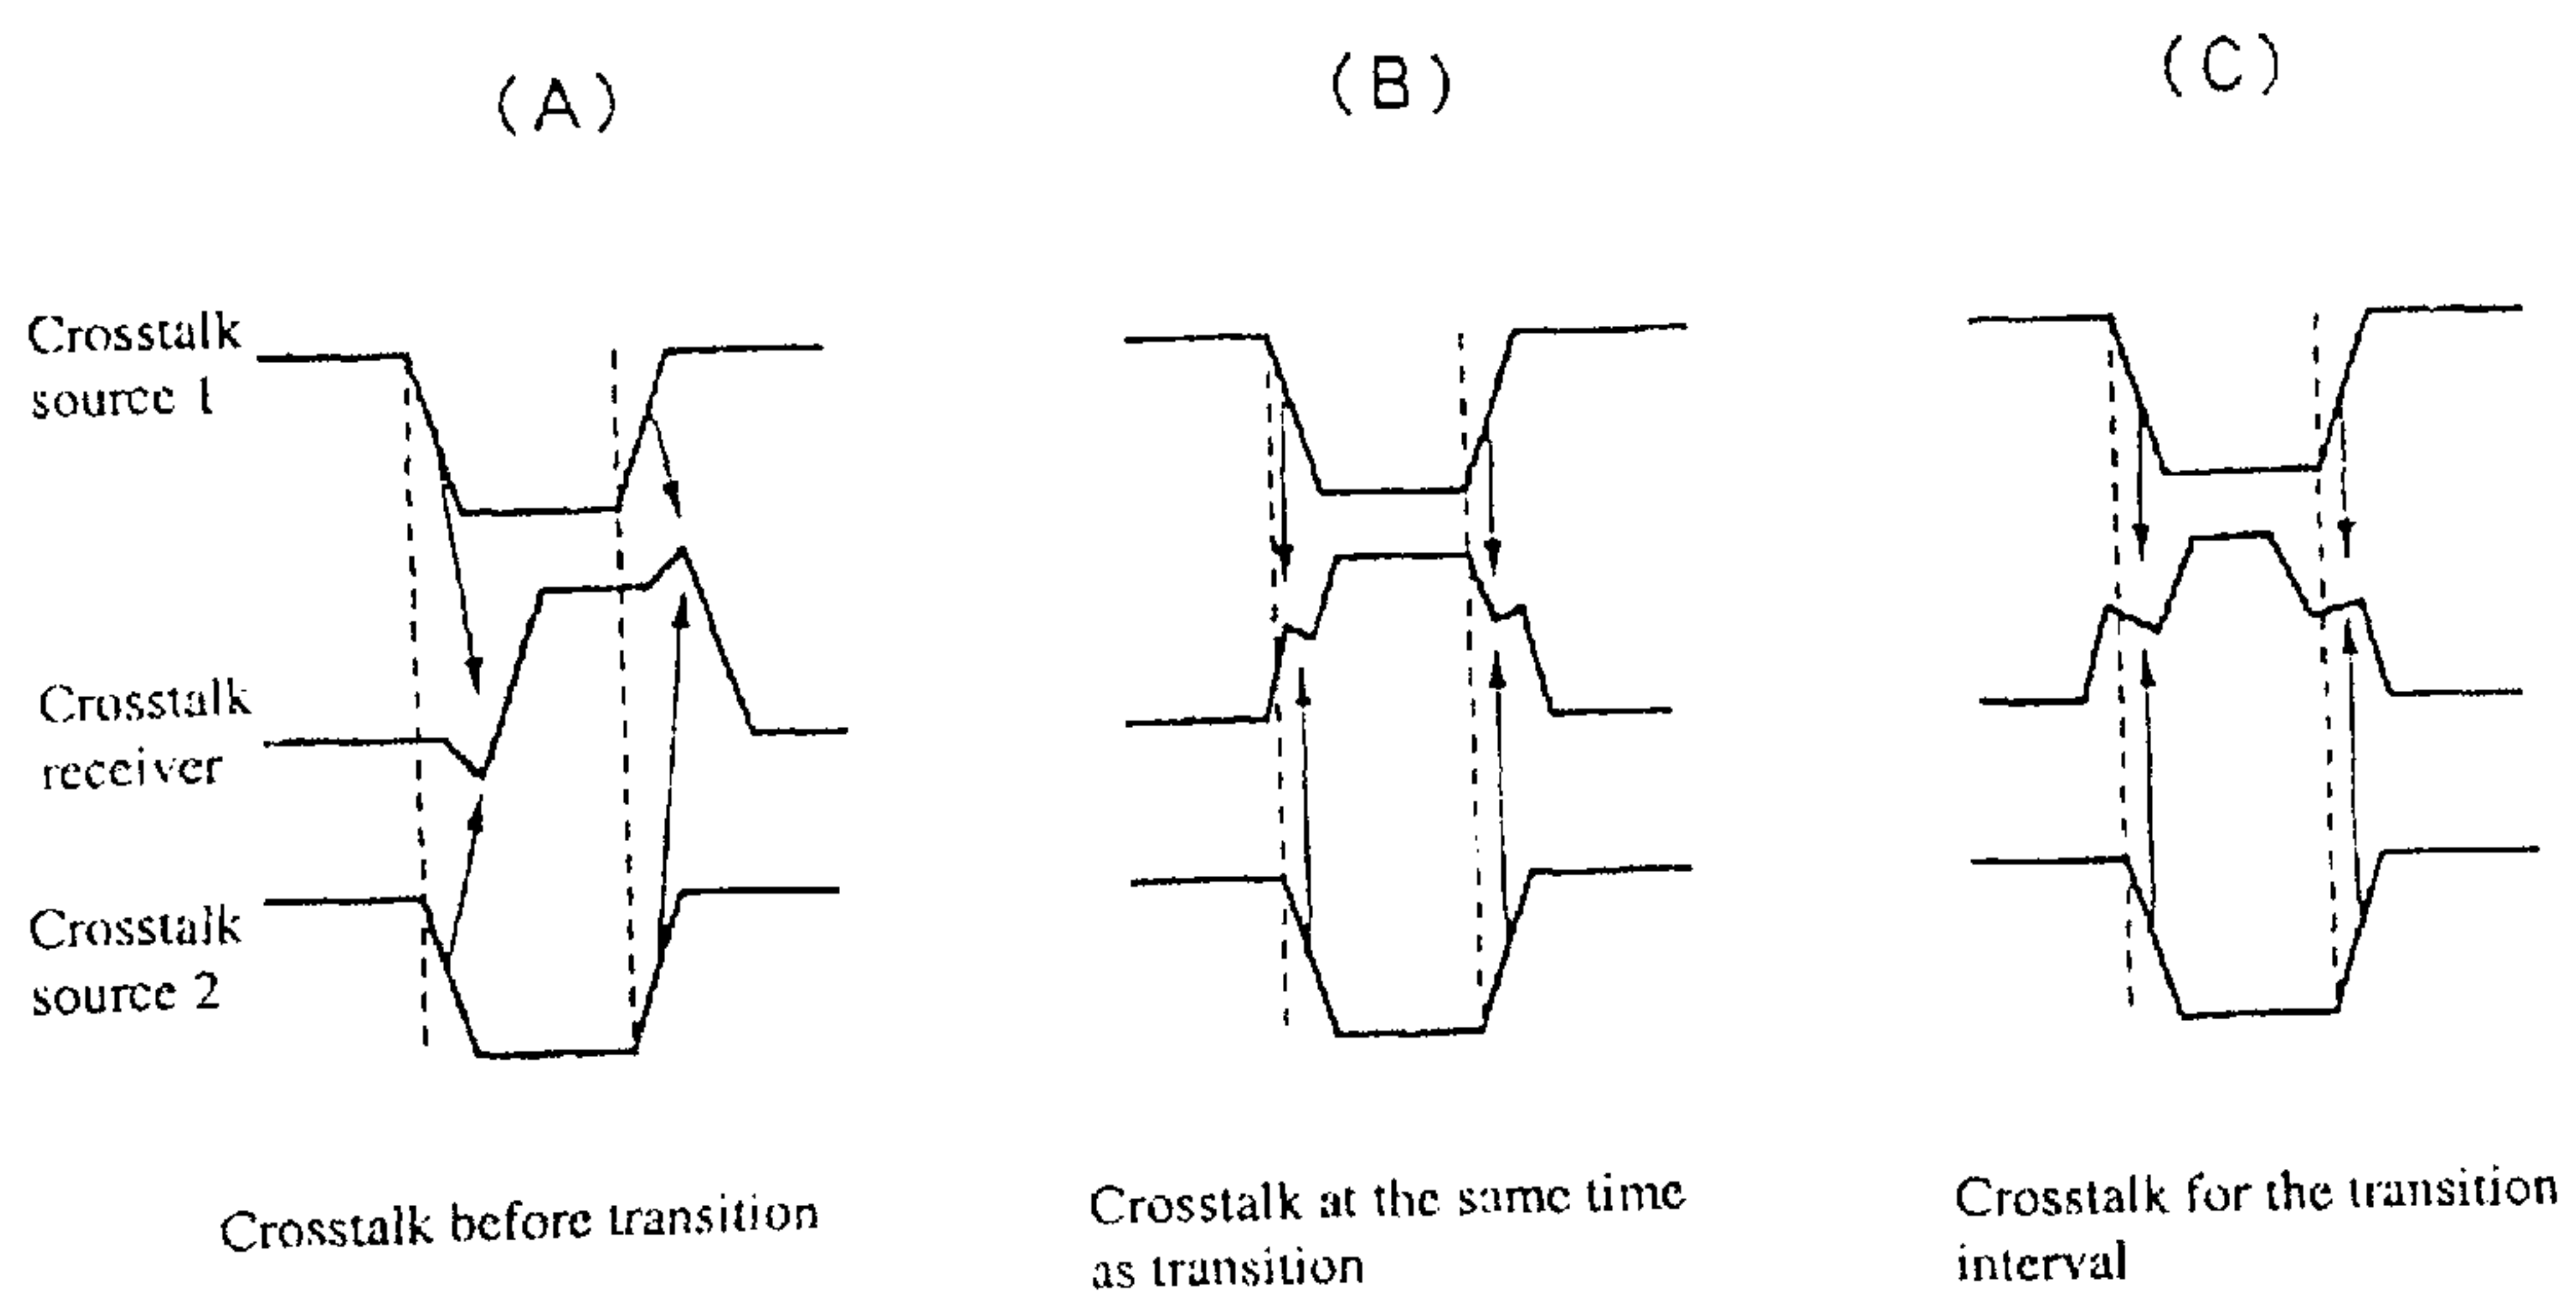 (A)
(B)
(C)
Crosstalk
source 1
Crosstalk
receiver
Crosstalk
source 2
Crosstalk before transition
Crosstalk at the same time
as transition
Crosstalk for the transition
interval